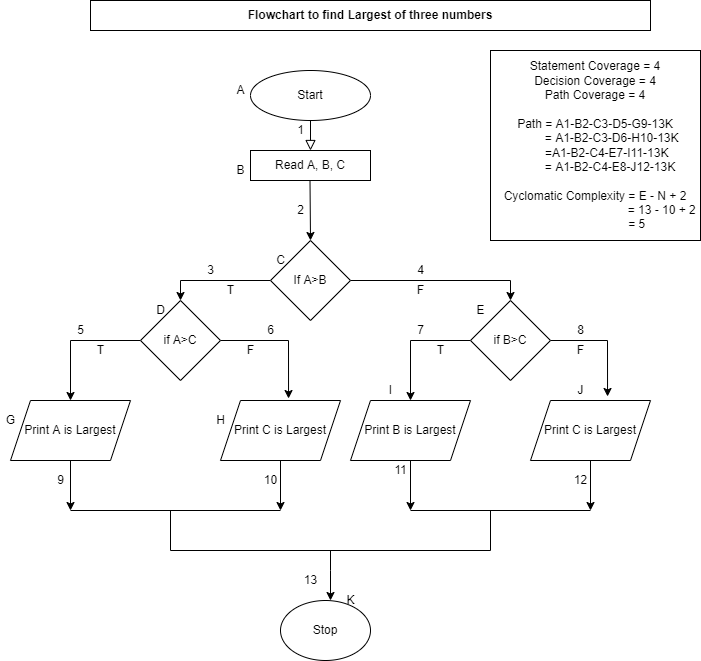 Flowchart to find Largest of three numbers
Statement Coverage = 4
Decision Coverage = 4
Path Coverage = 4
Path = A1-B2-C3-D5-G9-13K
= A1-B2-C3-D6-H10-13K
=A1-B2-C4-E7-I11-13K
= A1-B2-C4-E8-J12-13K
Cyclomatic Complexity = E - N + 2
= 13 - 10 + 2
= 5
A
Start
1
B
Read A, B, C
2
C
If A>B
3
T
4
F
D
if A>C
E
if B>C
5
T
6
F
7
T
8
F
G
Print A is Largest
H
Print C is Largest
I
Print B is Largest
J
Print C is Largest
9
10
11
12
13
K
Stop